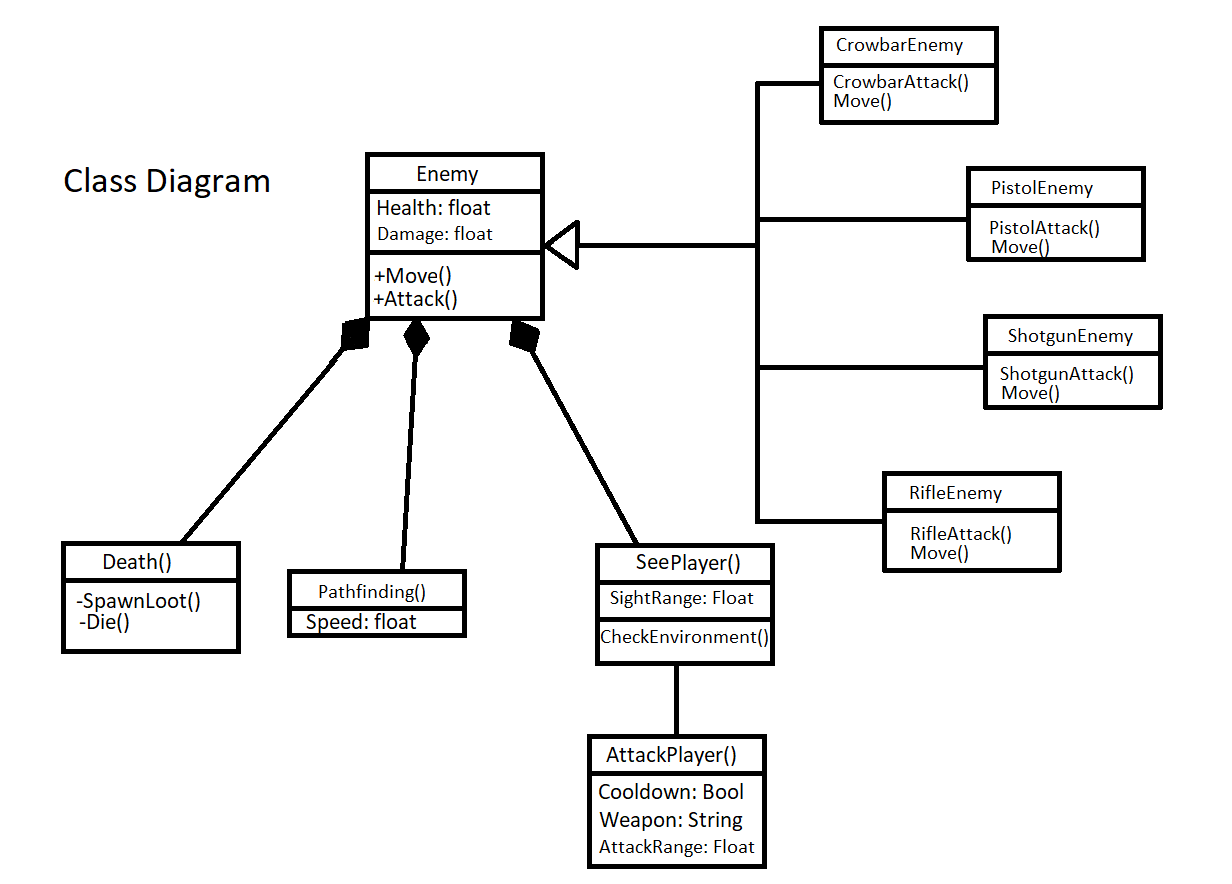 Class Diagram
Enemy
Health: float
Damage: float
+Move()
+Attack()
CrowbarEnemy
CrowbarAttack()
Move()
PistolEnemy
PistolAttack()
Move()
ShotgunEnemy
ShotgunAttack()
Move()
RifleEnemy
RifleAttack()
Move()
Death()
-SpawnLoot()
-Die()
Pathfinding()
Speed: float
SeePlayer()
SightRange: Float
CheckEnvironment()
AttackPlayer()
Cooldown: Bool
Weapon: String
AttackRange: Float